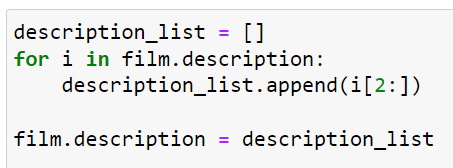 description_list = []
for i in film.description:
    description_list.append(i[2:])
film.description = description_list